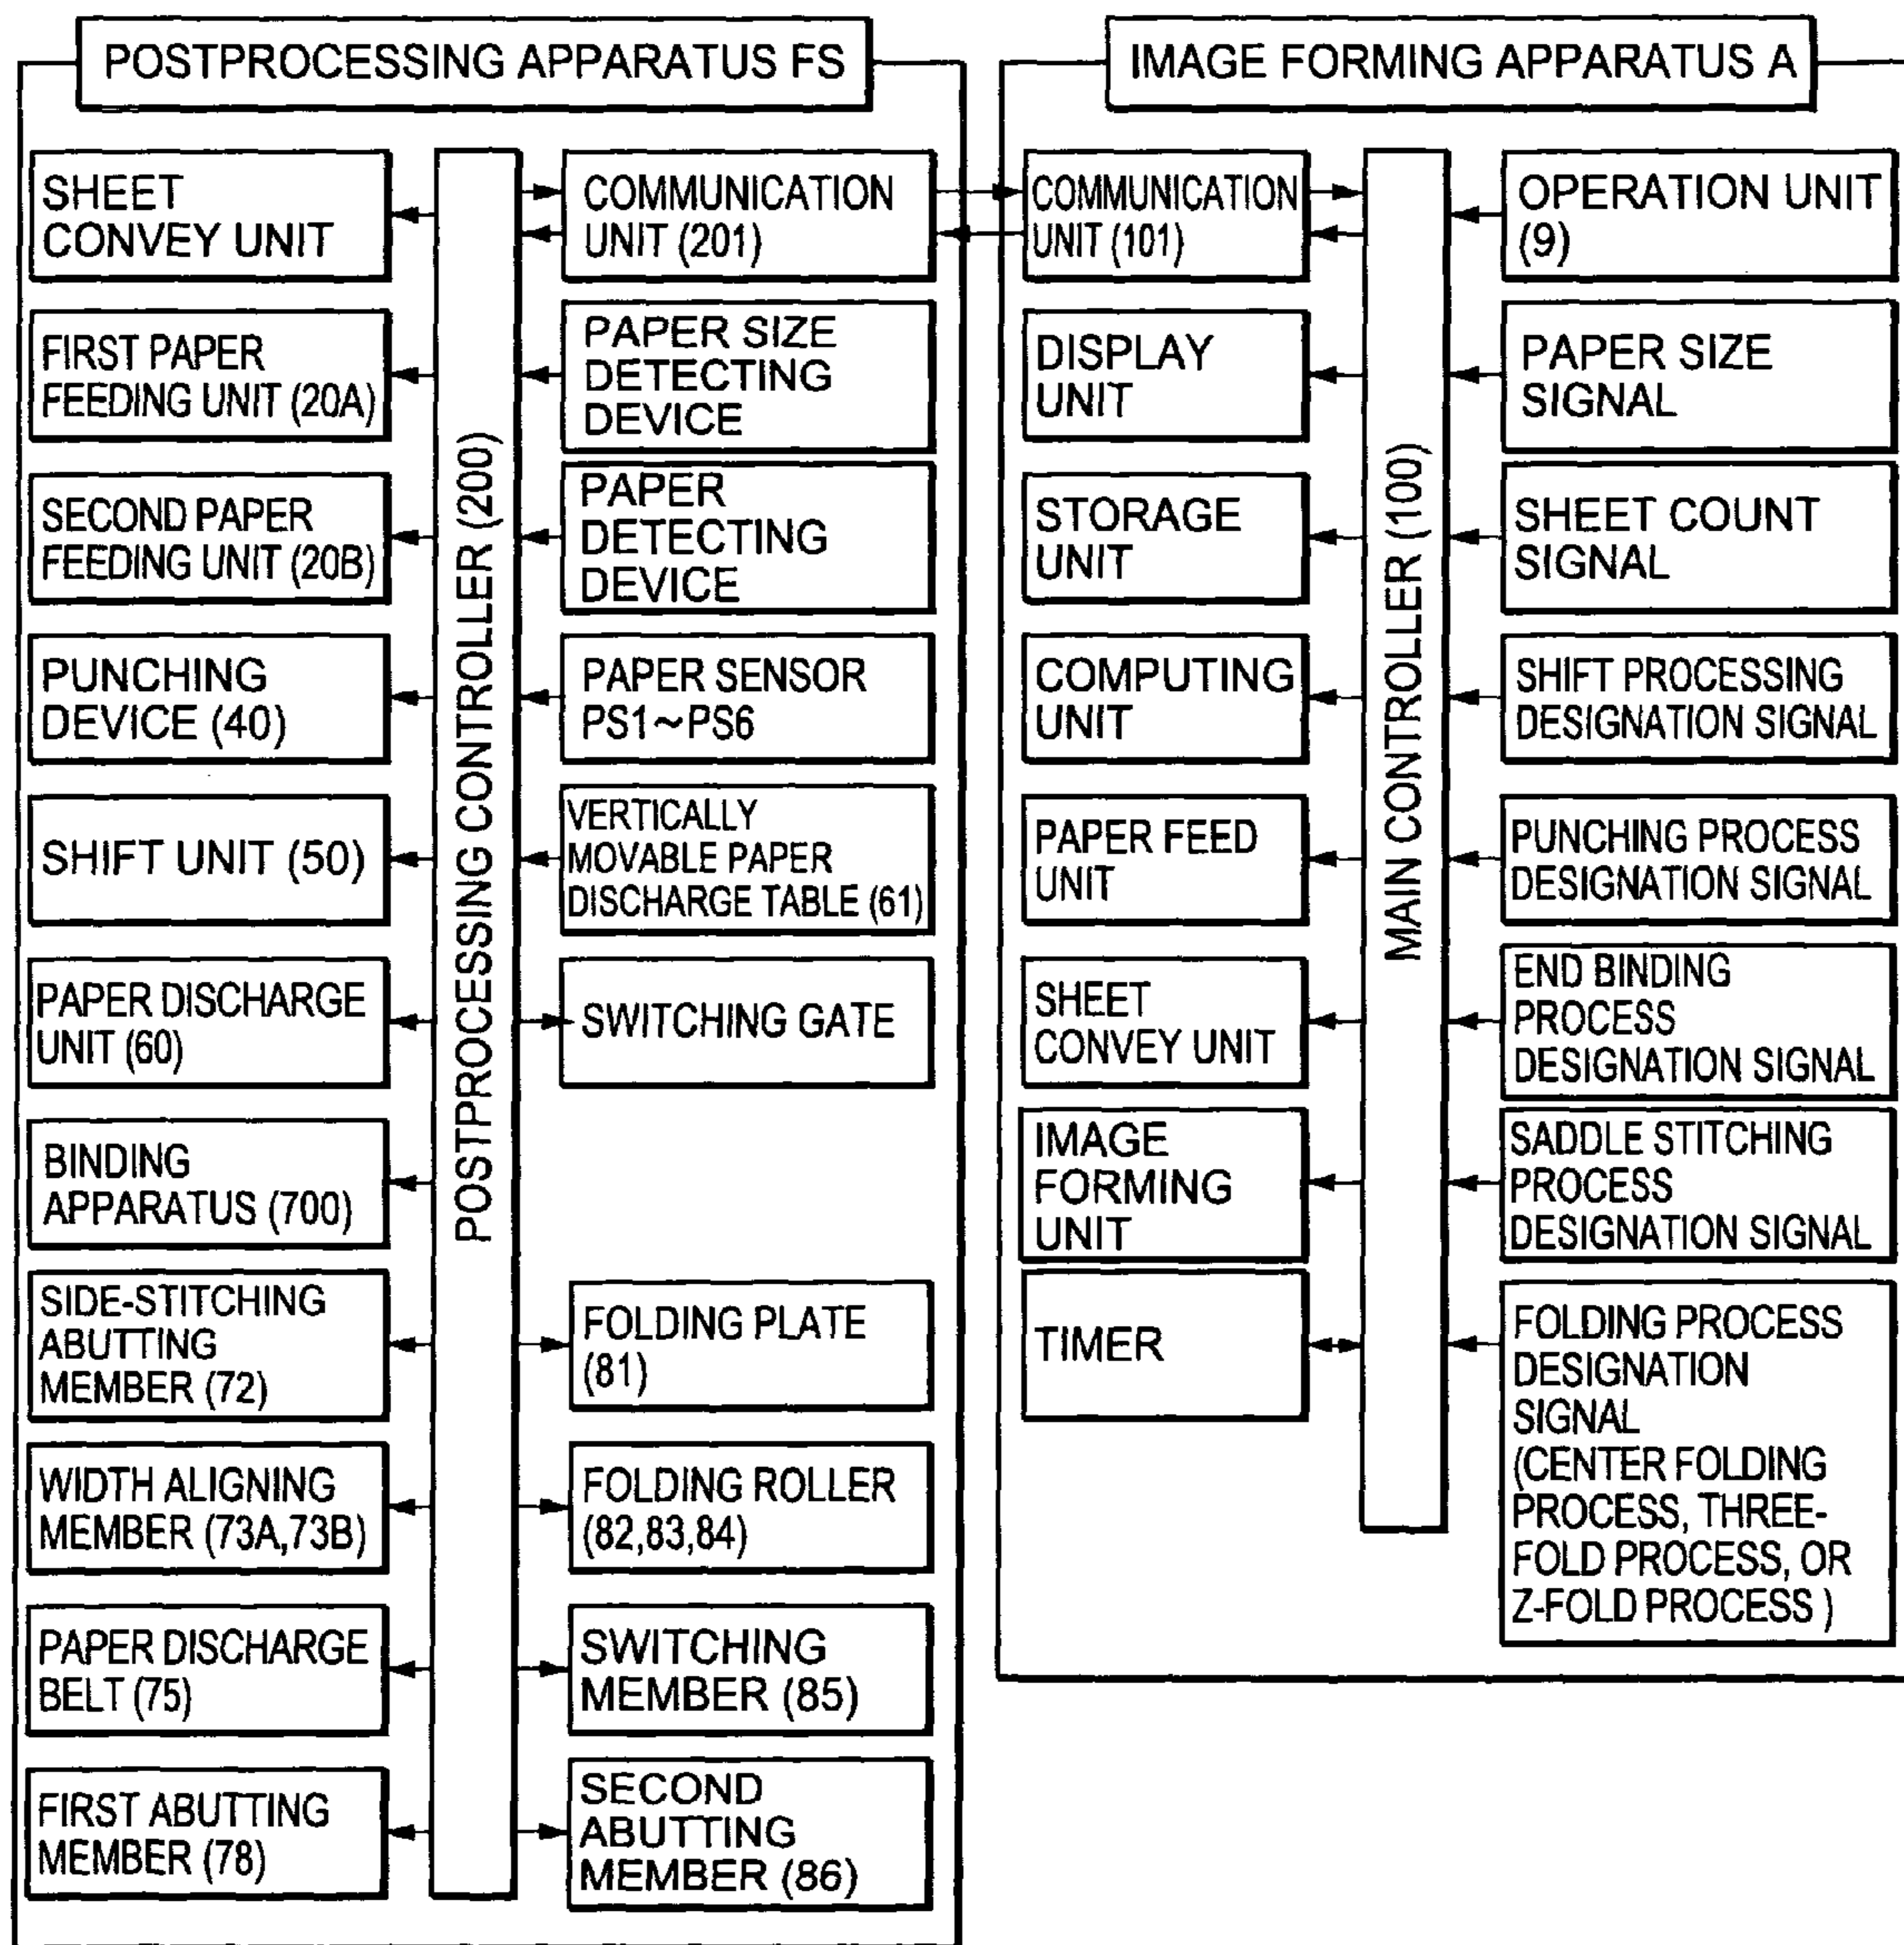 POSTPROCESSING APPARATUS FS
SHEET
CONVEY UNIT
FIRST PAPER
FEEDING UNIT (20A)
SECOND PAPER
FEEDING UNIT (20B)
PUNCHING
DEVICE (40)
SHIFT UNIT (50)
PAPER DISCHARGE
UNIT (60)
BINDING
APPARATUS (700)
SIDE-STITCHING
ABUTTING
MEMBER (72)
WIDTH ALIGNING
MEMBER (73A,73B)
PAPER DISCHARGE
BELT (75)
FIRST ABUTTING
MEMBER (78)
POSTPROCESSING CONTROLLER (200)
COMMUNICATION
UNIT (201)
PAPER SIZE
DETECTING
DEVICE
PAPER
DETECTING
DEVICE
PAPER SENSOR
PS1~PS6
VERTICALLY
MOVABLE PAPER
DISCHARGE TABLE (61)
SWITCHING GATE
FOLDING PLATE
(81)
FOLDING ROLLER
(82,83,84)
SWITCHING
MEMBER (85)
SECOND
ABUTTING
MEMBER (86)
IMAGE FORMING APPARATUS A
COMMUNICATION
UNIT (101)
DISPLAY
UNIT
STORAGE
UNIT
COMPUTING
UNIT
PAPER FEED
UNIT
SHEET
CONVEY UNIT
IMAGE
FORMING
UNIT
TIMER
MAIN CONTROLLER (100)
OPERATION UNIT
(9)
PAPER SIZE
SIGNAL
SHEET COUNT
SIGNAL
SHIFT PROCESSING
DESIGNATION SIGNAL
PUNCHING PROCESS
DESIGNATION SIGNAL
END BINDING
PROCESS
DESIGNATION SIGNAL
SADDLE STITCHING
PROCESS
DESIGNATION SIGNAL
FOLDING PROCESS
DESIGNATION
SIGNAL
(CENTER FOLDING
PROCESS, THREE-
FOLD PROCESS, OR
Z-FOLD PROCESS )